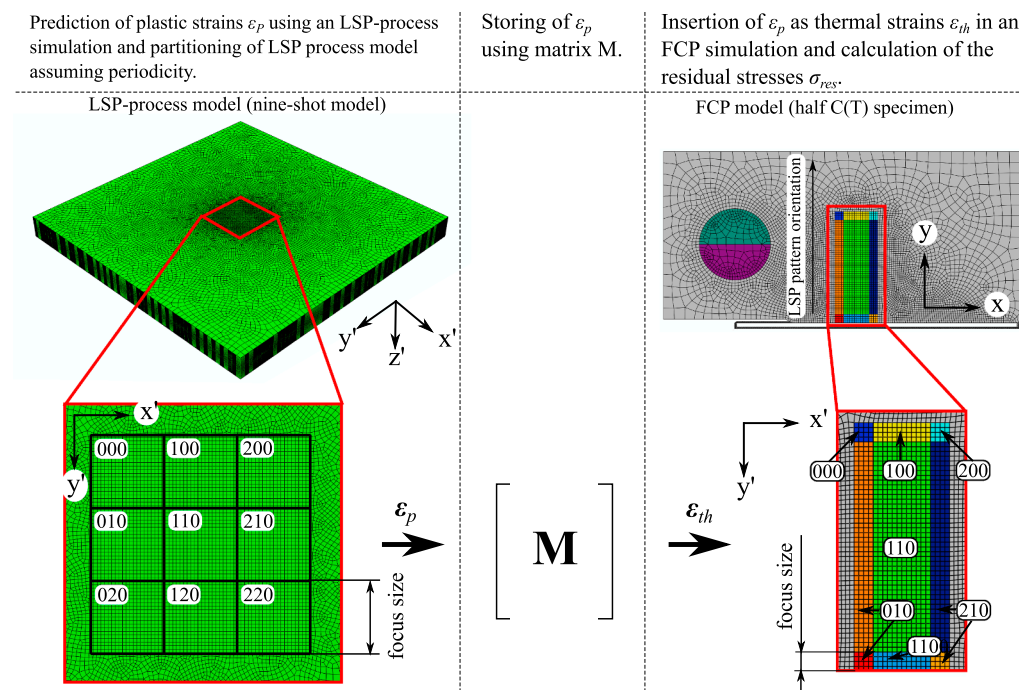 Prediction of plastic strains εP using an LSP-process
simulation and partitioning of LSP process model
assuming periodicity.
Storing of εp
using matrix M.
Insertion of εp as thermal strains εth in an
FCP simulation and calculation of the
residual stresses σres.
LSP-process model (nine-shot model)
y'
z'
x'
x'
y'
000
100
200
010
110
210
020
120
220
focus size
εp
M
εth
FCP model (half C(T) specimen)
LSP pattern orientation
y
x
x'
y'
000
100
200
110
focus size
010
210
110